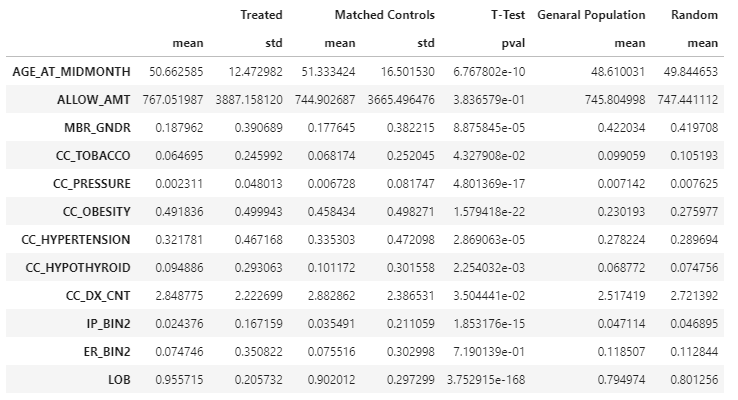 Treated Matched Controls T-Test Genaral Population Random
mean std mean std pval mean mean
AGE_AT_MIDMONTH 50.662585 12.472982 51.333424 16.501530 6.767802e-10 48.610031 49.844653
ALLOW_AMT 767.051987 3887.158120 744.902687 3665.496476 3.836579e-01 745.804998 747.441112
MBR_GNDR 0.187962 0.390689 0.177645 0.382215 8.875845e-05 0.422034 0.419708
CC_TOBACCO 0.064695 0.245992 0.068174 0.252045 4.327908e-02 0.099059 0.105193
CC_PRESSURE 0.002311 0.048013 0.006728 0.081747 4.801369e-17 0.007142 0.007625
CC_OBESITY 0.491836 0.499943 0.458434 0.498271 1.579418e-22 0.230193 0.275977
CC_HYPERTENSION 0.321781 0.467168 0.335303 0.472098 2.869063e-05 0.278224 0.289694
CC_HYPOTHYROID 0.094886 0.293063 0.101172 0.301558 2.254032e-03 0.068772 0.074756
CC_DX_CNT 2.848775 2.222699 2.882862 2.386531 3.504441e-02 2.517419 2.721392
IP_BIN2 0.024376 0.167159 0.035491 0.211059 1.853176e-15 0.047114 0.046895
ER_BIN2 0.074746 0.350822 0.075516 0.302998 7.190139e-01 0.118507 0.112844
LOB 0.955715 0.205732 0.902012 0.297299 3.752915e-168 0.794974 0.801256